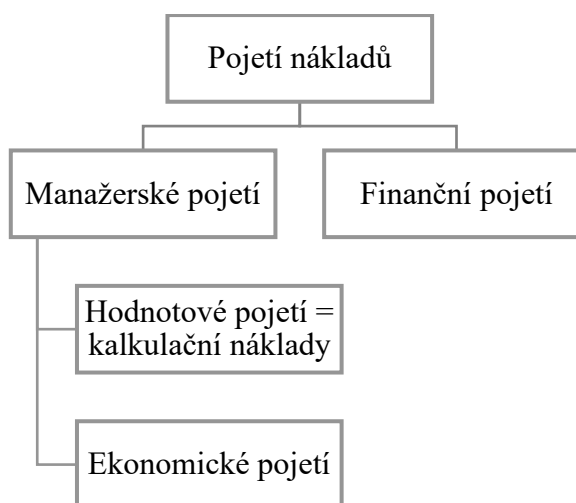 Pojetí nákladů
Manažerské pojetí
Finanční pojetí
Hodnotové pojetí =
kalkulační náklady
Ekonomické pojetí